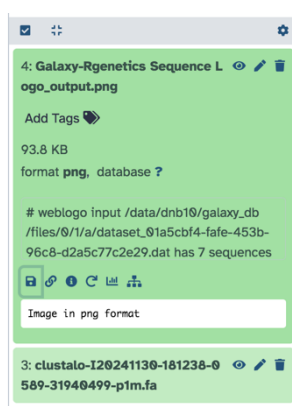 4: Galaxy-Rgenetics Sequence L
ogo_output.png
Add Tags
93.8 KB
format png, database ?
# weblogo input /data/dnb10/galaxy_db
/files/0/1/a/dataset_01a5cbf4-fafe-453b-
96c8-d2a5c77c2e29.dat has 7 sequences
Image in png format
3: clustalo-I20241130-181238-0
589-31940499-p1m.fa